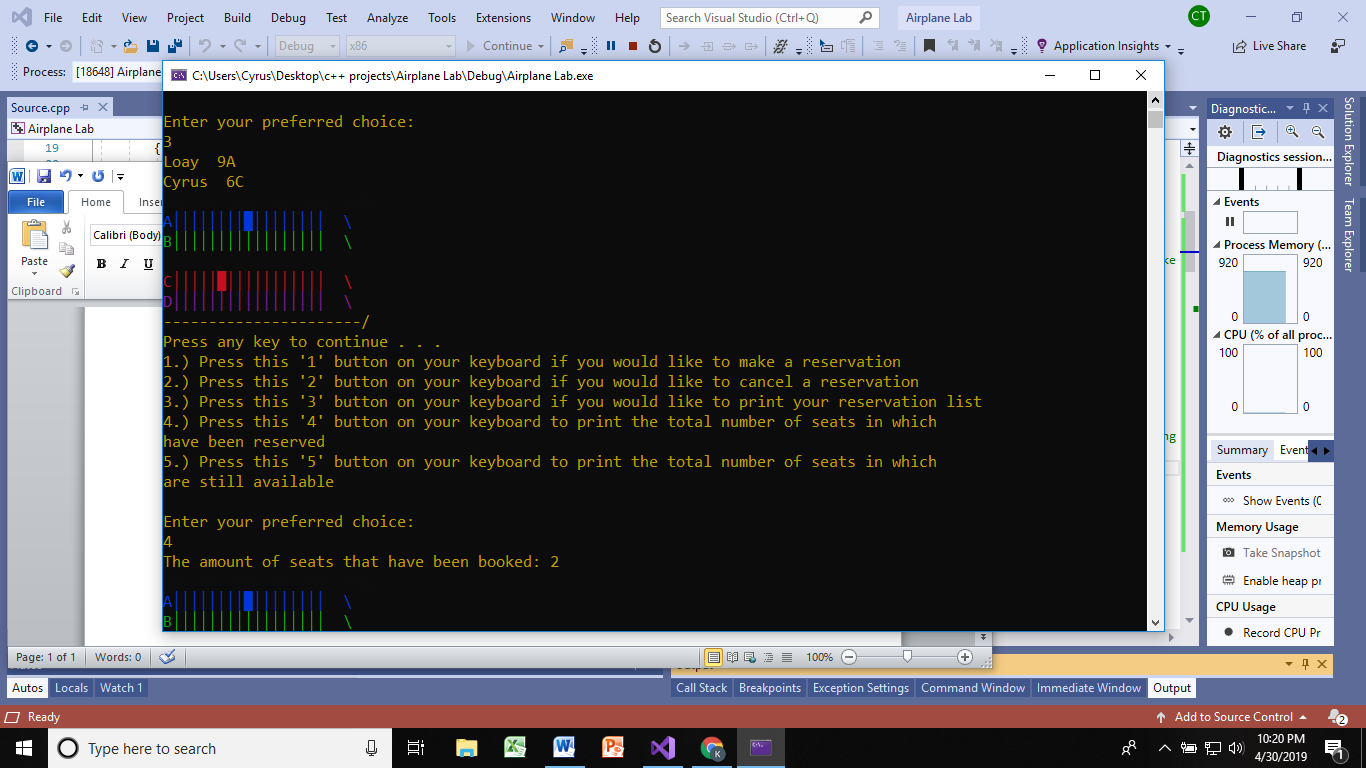 File Edit View Project Build Debug Test Analyze Tools Extensions Window Help Search Visual Studio (Ctrl+Q) Airplane Lab CT
Debug x86 Continue Application Insights Live Share
Process: [18648] Airplane
C:\Users\Cyrus\Desktop\c++ projects\Airplane Lab\Debug\Airplane Lab.exe
Source.cpp
Airplane Lab
19
File Home Inser
Calibri (Body)
Paste
B I U
Clipboard
Enter your preferred choice:
3
Loay  9A
Cyrus  6C
A||||||||█|||||||| \
B||||||||||||||||| \
C|||||█||||||||||| \
D||||||||||||||||| \
----------------------/
Press any key to continue . . .
1.) Press this '1' button on your keyboard if you would like to make a reservation
2.) Press this '2' button on your keyboard if you would like to cancel a reservation
3.) Press this '3' button on your keyboard if you would like to print your reservation list
4.) Press this '4' button on your keyboard to print the total number of seats in which
have been reserved
5.) Press this '5' button on your keyboard to print the total number of seats in which
are still available
Enter your preferred choice:
4
The amount of seats that have been booked: 2
A||||||||█|||||||| \
B||||||||||||||||| \
ke
ng
Diagnostic...
Diagnostics session...
Events
Process Memory (...
920 920
0 0
CPU (% of all proc...
100 100
0 0
Summary Event
Events
Show Events (0
Memory Usage
Take Snapshot
Enable heap pr
CPU Usage
Record CPU Pr
Solution Explorer
Team Explorer
Page: 1 of 1 Words: 0 100%
Autos Locals Watch 1
Call Stack Breakpoints Exception Settings Command Window Immediate Window Output
Ready Add to Source Control 2
Type here to search
K
10:20 PM
4/30/2019
1